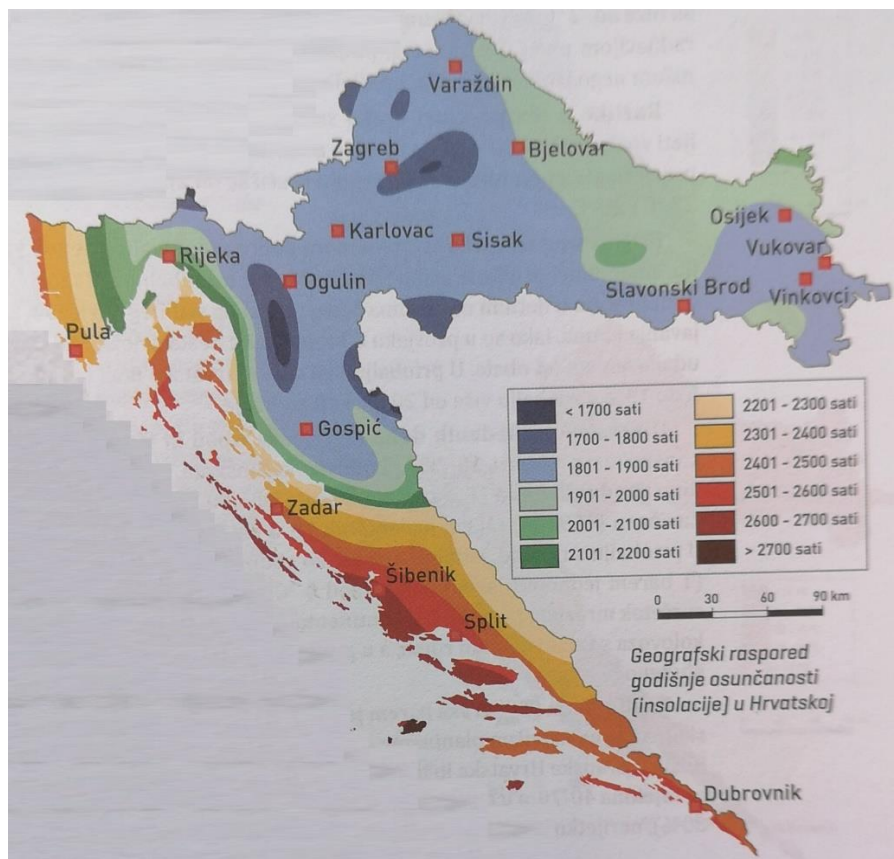 Varaždin
Zagreb
Bjelovar
Osijek
Karlovac
Sisak
Vukovar
Rijeka
Ogulin
Slavonski Brod
Vinkovci
Pula
Gospić
Zadar
Šibenik
Split
Dubrovnik
< 1700 sati
1700 - 1800 sati
1801 - 1900 sati
1901 - 2000 sati
2001 - 2100 sati
2101 - 2200 sati
2201 - 2300 sati
2301 - 2400 sati
2401 - 2500 sati
2501 - 2600 sati
2600 - 2700 sati
> 2700 sati
0 30 60 90 km
Geografski raspored
godišnje osunčanosti
(insolacije) u Hrvatskoj